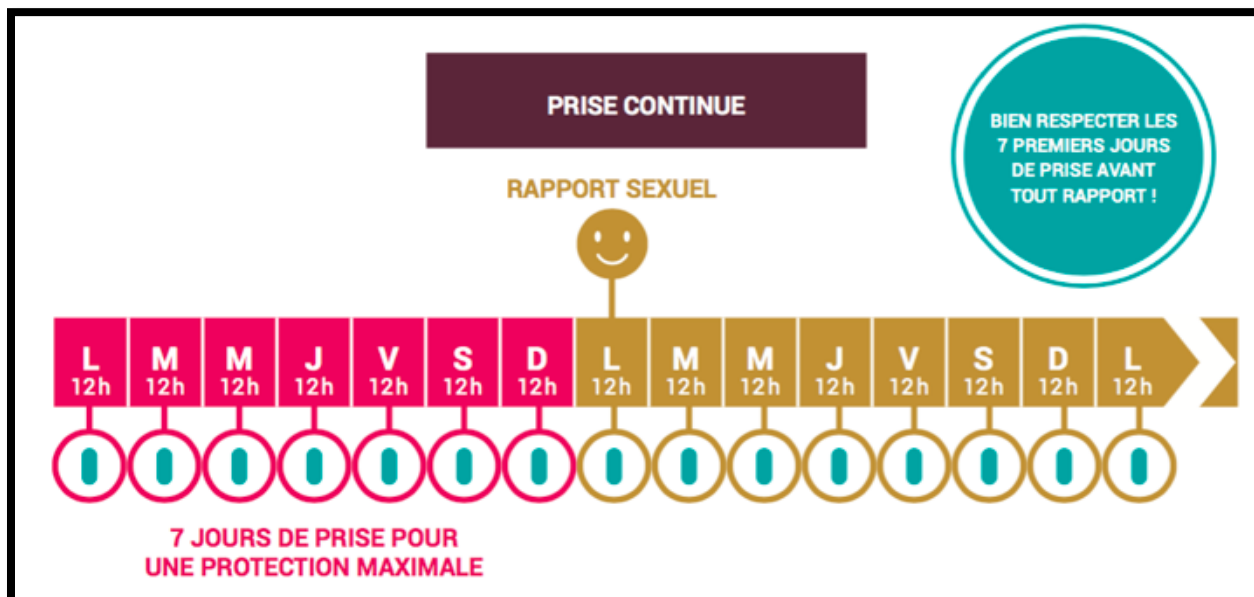 PRISE CONTINUE
BIEN RESPECTER LES
7 PREMIERS JOURS
DE PRISE AVANT
TOUT RAPPORT !
RAPPORT SEXUEL
L M M J V S D L M M J V S D L
12h 12h 12h 12h 12h 12h 12h 12h 12h 12h 12h 12h 12h 12h 12h
7 JOURS DE PRISE POUR
UNE PROTECTION MAXIMALE